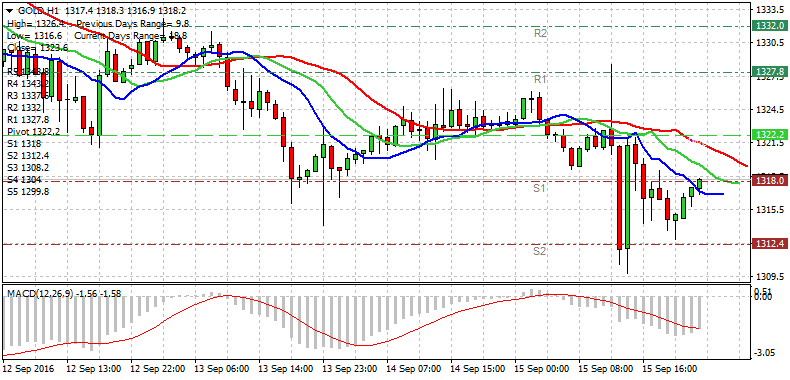 GOLD,H1 1317.4 1318.3 1316.9 1318.2
High= 1326.4 Previous Days Range= 9.8
Low= 1316.6 Current Days Range= 18.8
Close= 1323.6
R4 1343.2
R3 1337.6
R2 1332
R1 1327.8
Pivot 1322.2
S1 1318
S2 1312.4
S3 1308.2
S4 1304
S5 1299.8
R2
R1
S1
S2
1333.5
1332.0
1330.5
1327.8
1324.5
1322.2
1321.5
1318.0
1315.5
1312.4
1309.5
MACD(12,26,9) -1.56 -1.58
0.51
0.00
-3.05
12 Sep 2016 12 Sep 13:00 12 Sep 22:00 13 Sep 06:00 13 Sep 14:00 13 Sep 23:00 14 Sep 07:00 14 Sep 15:00 15 Sep 00:00 15 Sep 08:00 15 Sep 16:00